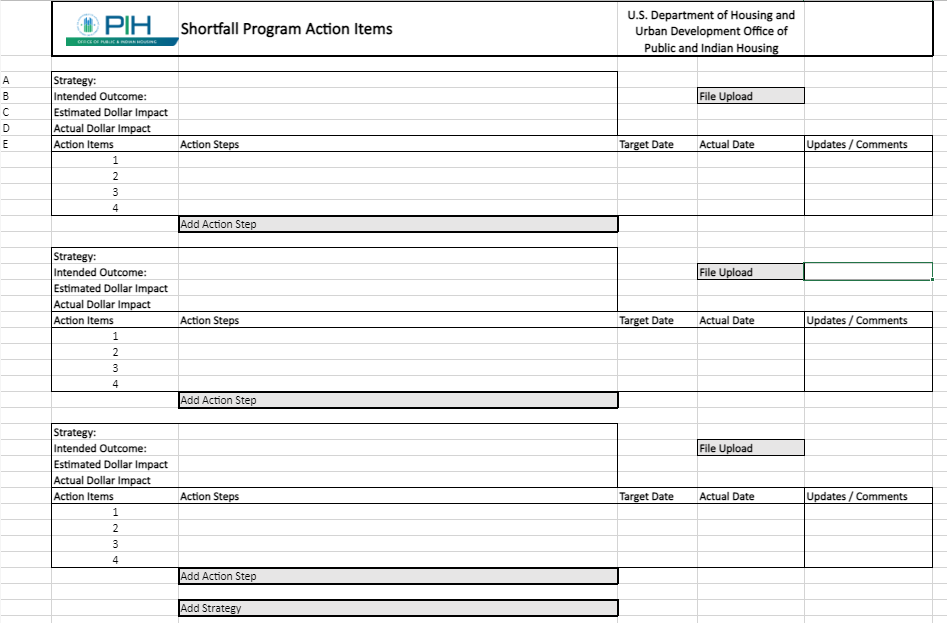 PIH
OFFICE OF PUBLIC & INDIAN HOUSING
Shortfall Program Action Items
U.S. Department of Housing and
Urban Development Office of
Public and Indian Housing
A Strategy:
B Intended Outcome: File Upload
C Estimated Dollar Impact
D Actual Dollar Impact
E Action Items Action Steps Target Date Actual Date Updates / Comments
1
2
3
4
Add Action Step
Strategy:
Intended Outcome: File Upload
Estimated Dollar Impact
Actual Dollar Impact
Action Items Action Steps Target Date Actual Date Updates / Comments
1
2
3
4
Add Action Step
Strategy:
Intended Outcome: File Upload
Estimated Dollar Impact
Actual Dollar Impact
Action Items Action Steps Target Date Actual Date Updates / Comments
1
2
3
4
Add Action Step
Add Strategy